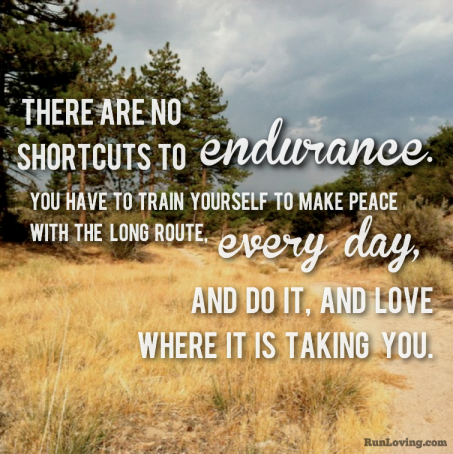 THERE ARE NO
SHORTCUTS TO endurance.
YOU HAVE TO TRAIN YOURSELF TO MAKE PEACE
WITH THE LONG ROUTE, every day,
AND DO IT, AND LOVE
WHERE IT IS TAKING YOU.
RunLoving.com